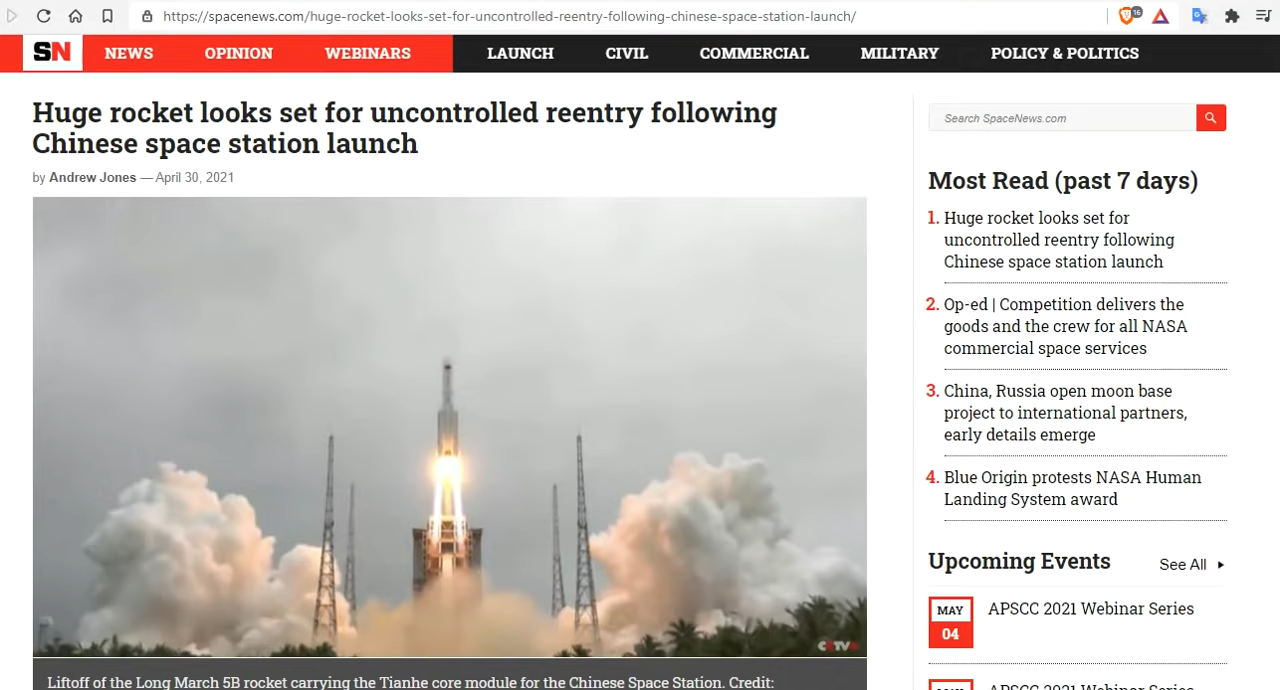 https://spacenews.com/huge-rocket-looks-set-for-uncontrolled-reentry-following-chinese-space-station-launch/
16
SN
NEWS
OPINION
WEBINARS
LAUNCH
CIVIL
COMMERCIAL
MILITARY
POLICY & POLITICS
Huge rocket looks set for uncontrolled reentry following
Chinese space station launch
by Andrew Jones — April 30, 2021
CCTV
Liftoff of the Long March 5B rocket carrying the Tianhe core module for the Chinese Space Station. Credit:
Search SpaceNews.com
Most Read (past 7 days)
1. Huge rocket looks set for
uncontrolled reentry following
Chinese space station launch
2. Op-ed | Competition delivers the
goods and the crew for all NASA
commercial space services
3. China, Russia open moon base
project to international partners,
early details emerge
4. Blue Origin protests NASA Human
Landing System award
Upcoming Events
See All
MAY
04
APSCC 2021 Webinar Series
APSCC 2021 Webinar Series